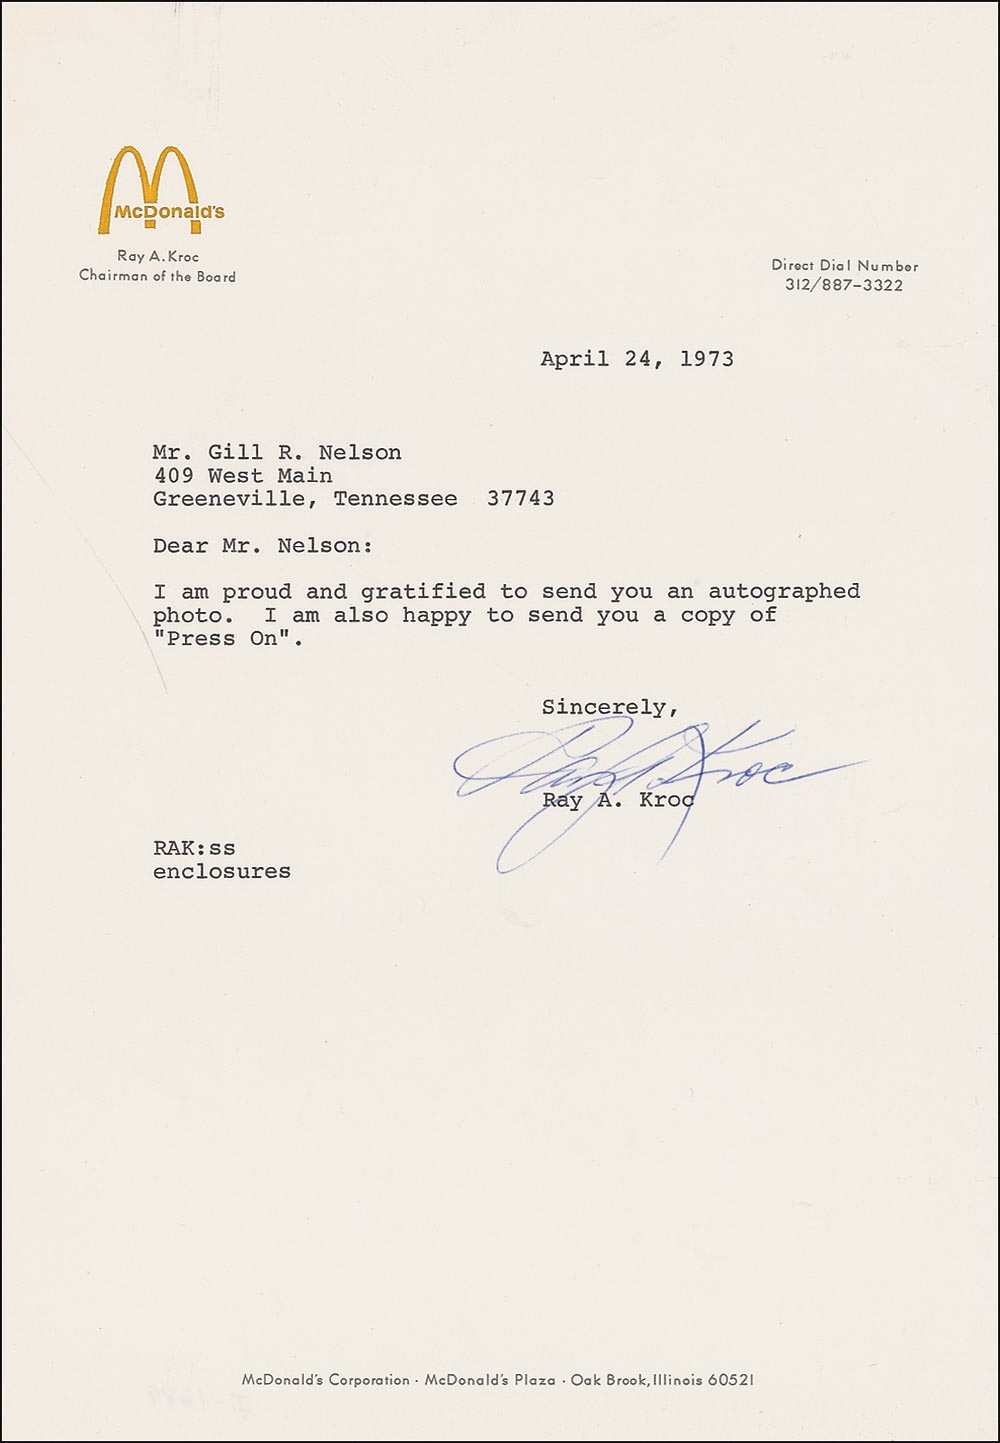 McDonald's
Ray A. Kroc
Chairman of the Board
Direct Dial Number
312/887-3322
April 24, 1973
Mr. Gill R. Nelson
409 West Main
Greeneville, Tennessee 37743
Dear Mr. Nelson:
I am proud and gratified to send you an autographed
photo. I am also happy to send you a copy of
"Press On".
Sincerely,
Ray A. Kroc
Ray A. Kroc
RAK:ss
enclosures
McDonald's Corporation · McDonald's Plaza · Oak Brook, Illinois 60521